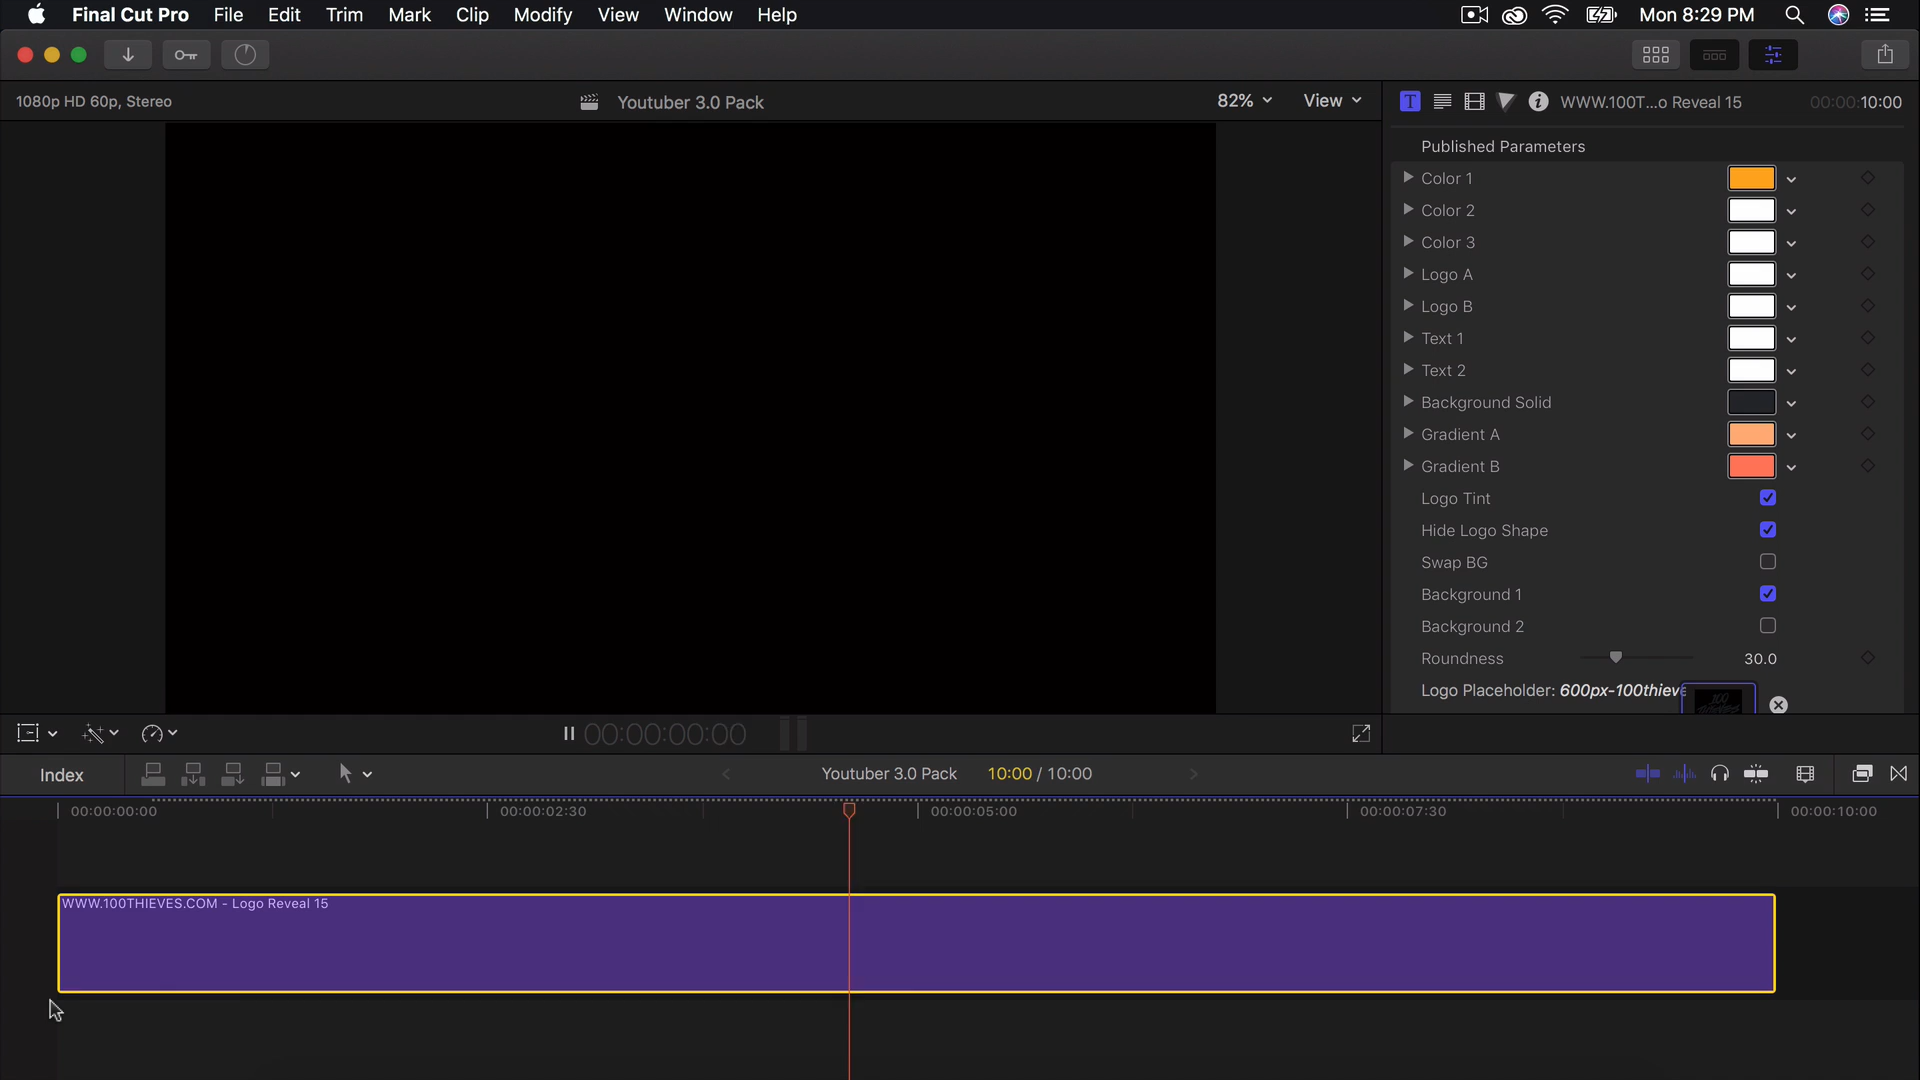 Final Cut Pro File Edit Trim Mark Clip Modify View Window Help Mon 8:29 PM
1080p HD 60p, Stereo
Youtuber 3.0 Pack
82% View
T
WWW.100T...o Reveal 15
00:00:10:00
Published Parameters
Color 1
Color 2
Color 3
Logo A
Logo B
Text 1
Text 2
Background Solid
Gradient A
Gradient B
Logo Tint
Hide Logo Shape
Swap BG
Background 1
Background 2
Roundness 30.0
Logo Placeholder: 600px-100thieve
00:00:00:00
Index
Youtuber 3.0 Pack 10:00 / 10:00
00:00:00:00 00:00:02:30 00:00:05:00 00:00:07:30 00:00:10:00
WWW.100THIEVES.COM - Logo Reveal 15